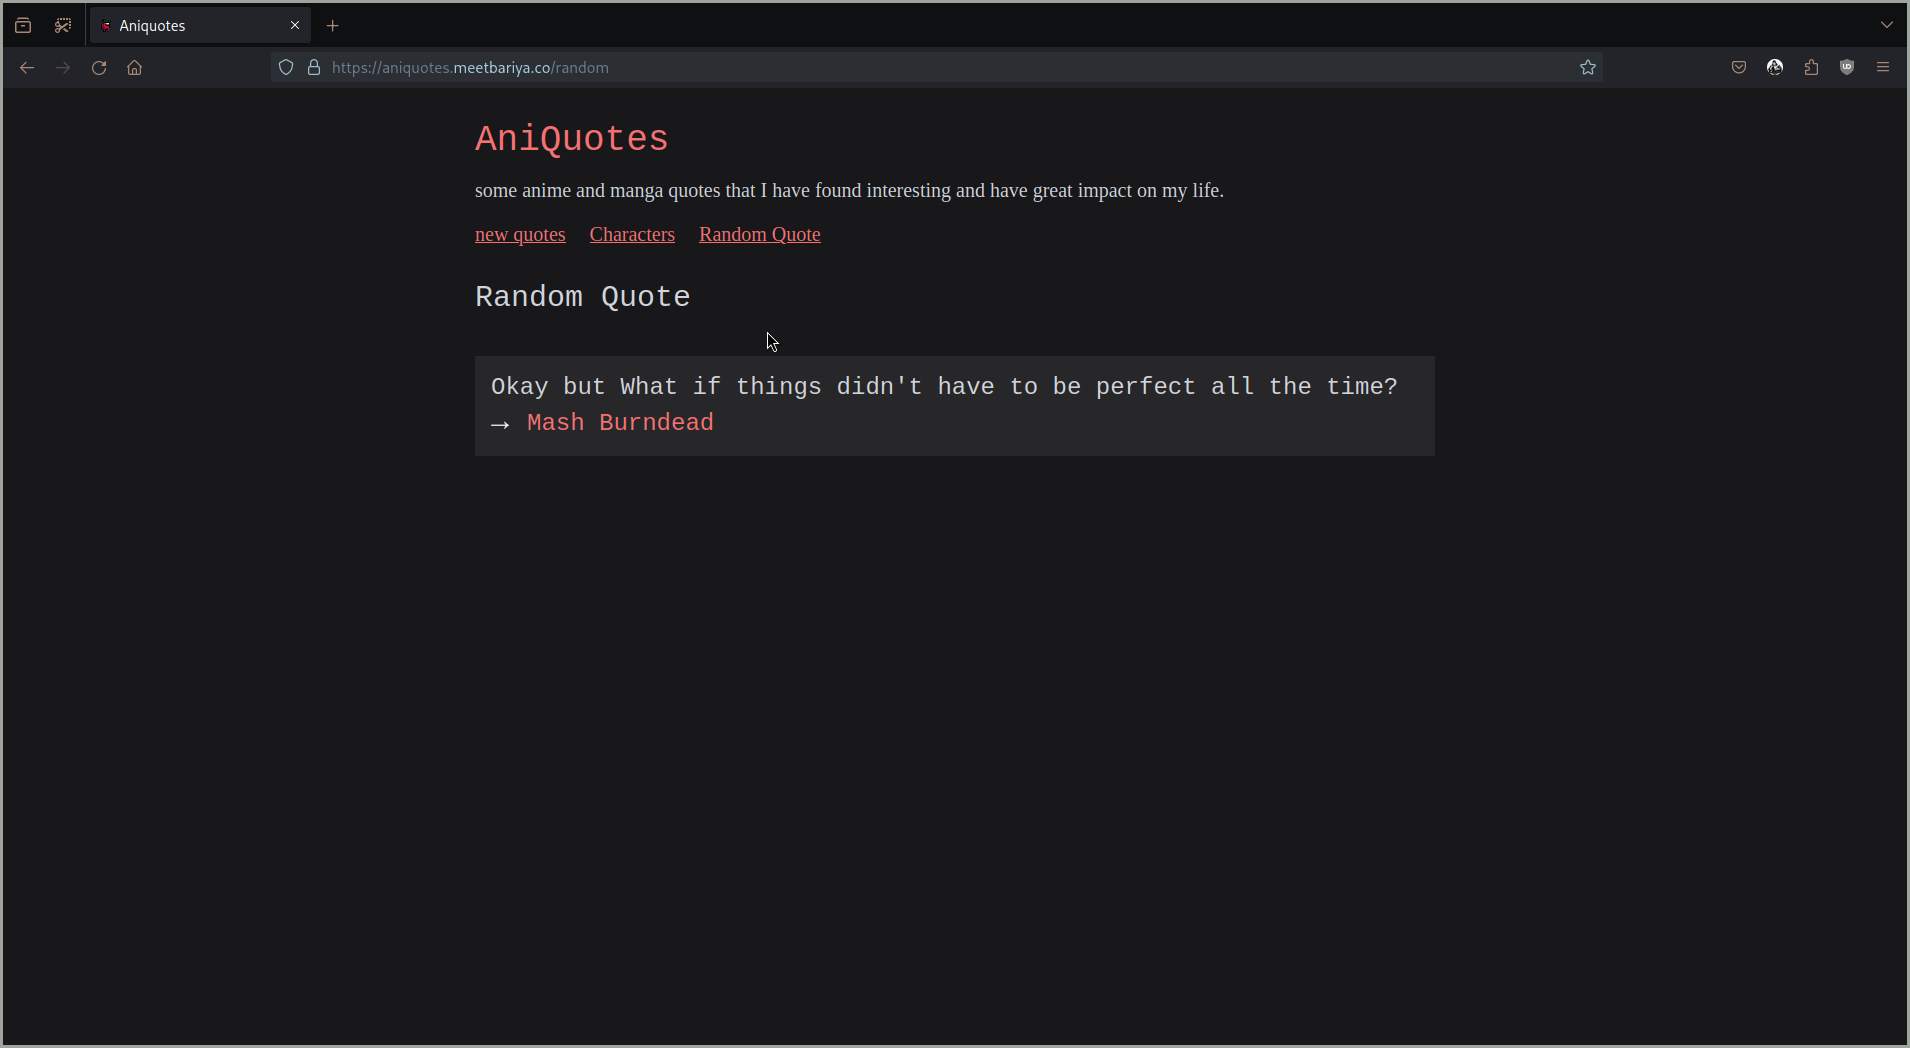 Aniquotes
https://aniquotes.meetbariya.co/random
AniQuotes
some anime and manga quotes that I have found interesting and have great impact on my life.
new quotes Characters Random Quote
Random Quote
Okay but What if things didn't have to be perfect all the time?
→ Mash Burndead